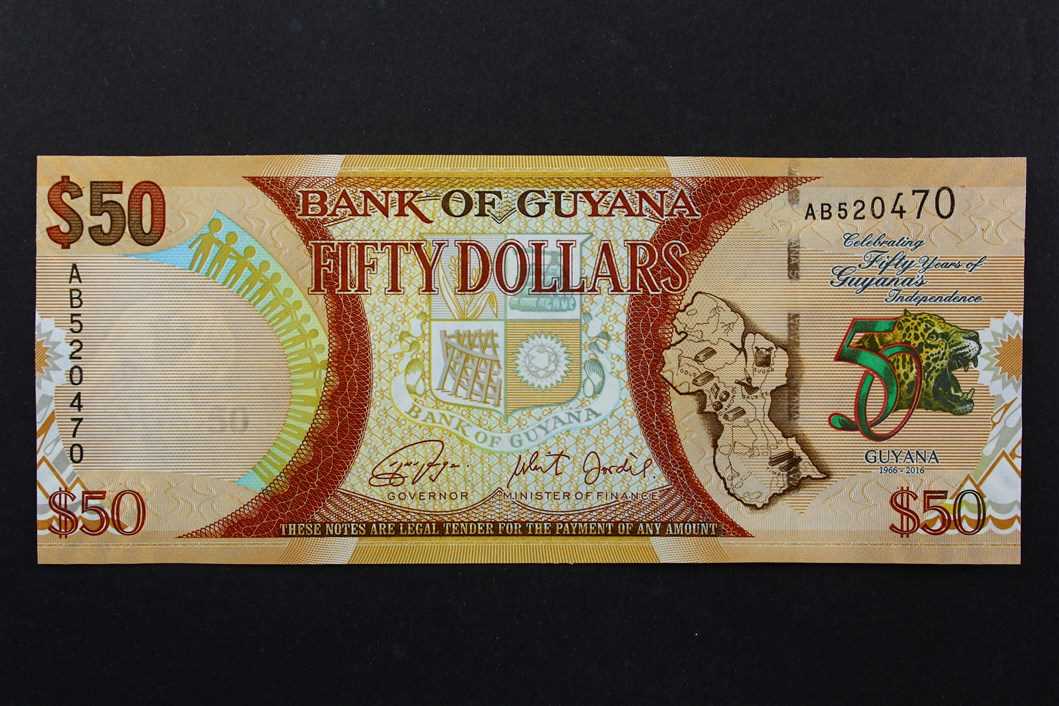 $50
BANK OF GUYANA
FIFTY DOLLARS
AB520470
AB520470
Celebrating
Fifty Years of
Guyana's
Independence
50
GUYANA
1966 - 2016
BANK OF GUYANA
GOVERNOR
MINISTER OF FINANCE
$50
$50
THESE NOTES ARE LEGAL TENDER FOR THE PAYMENT OF ANY AMOUNT